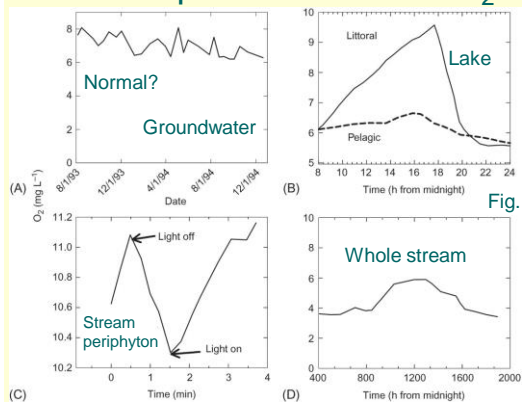 2
8
6
4
2
0
Normal?
Groundwater
8/1/93
12/1/93
4/1/94
8/1/94
12/1/94
Date
(A)
10
9
8
7
6
5
Littoral
Lake
Pelagic
8 10 12 14 16 18 20 22 24
Time (h from midnight)
(B)
O2 (mg L–1)
Fig.
11.2
11.0
10.8
10.6
10.4
10.2
Light off
Stream
periphyton
Light on
0 1 2 3 4
Time (min)
(C)
10
8
6
4
2
0
Whole stream
400 800 1200 1600 2000
Time (h from midnight)
(D)